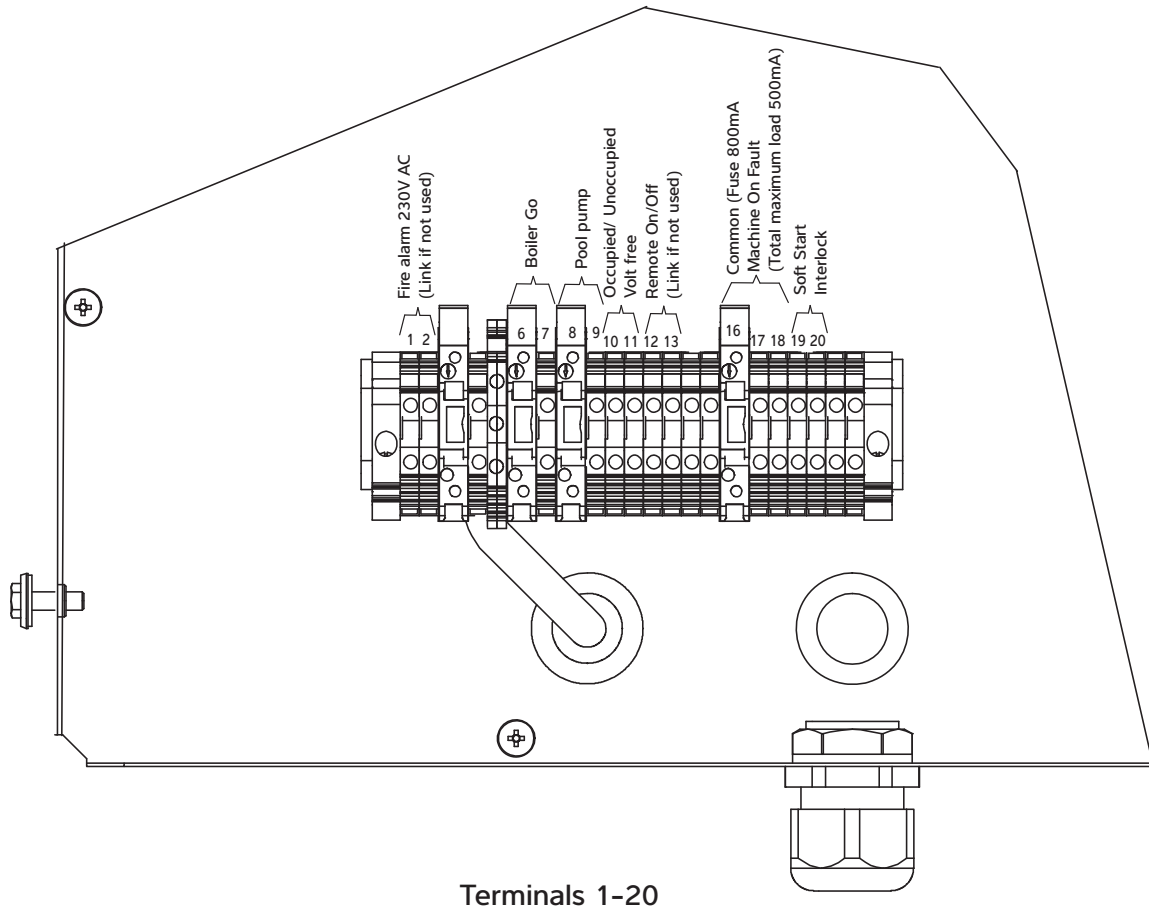 Fire alarm 230V AC
(Link if not used)
Boiler Go
Pool pump
Occupied/ Unoccupied
Volt free
Remote On/Off
(Link if not used)
Common (Fuse 800mA
Machine On Fault
(Total maximum load 500mA)
Soft Start
Interlock
1 2 6 7 8 9 10 11 12 13 16 17 18 19 20
Terminals 1-20